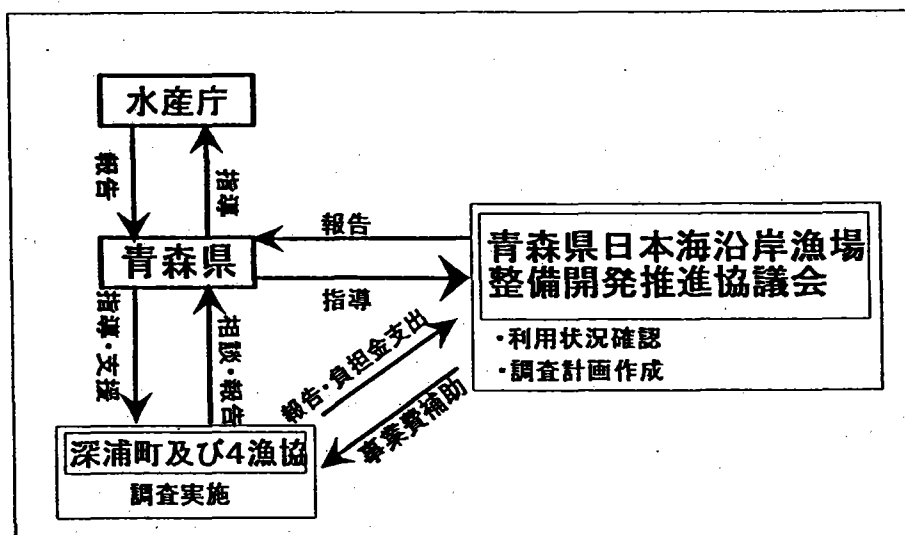 水産庁
報告
指導
報告
青森県
青森県日本海沿岸漁場
整備開発推進協議会
指導
・利用状況確認
・調査計画作成
指導・支援
相談・報告
報告・負担金支出
事業費補助
深浦町及び4漁協
調査実施